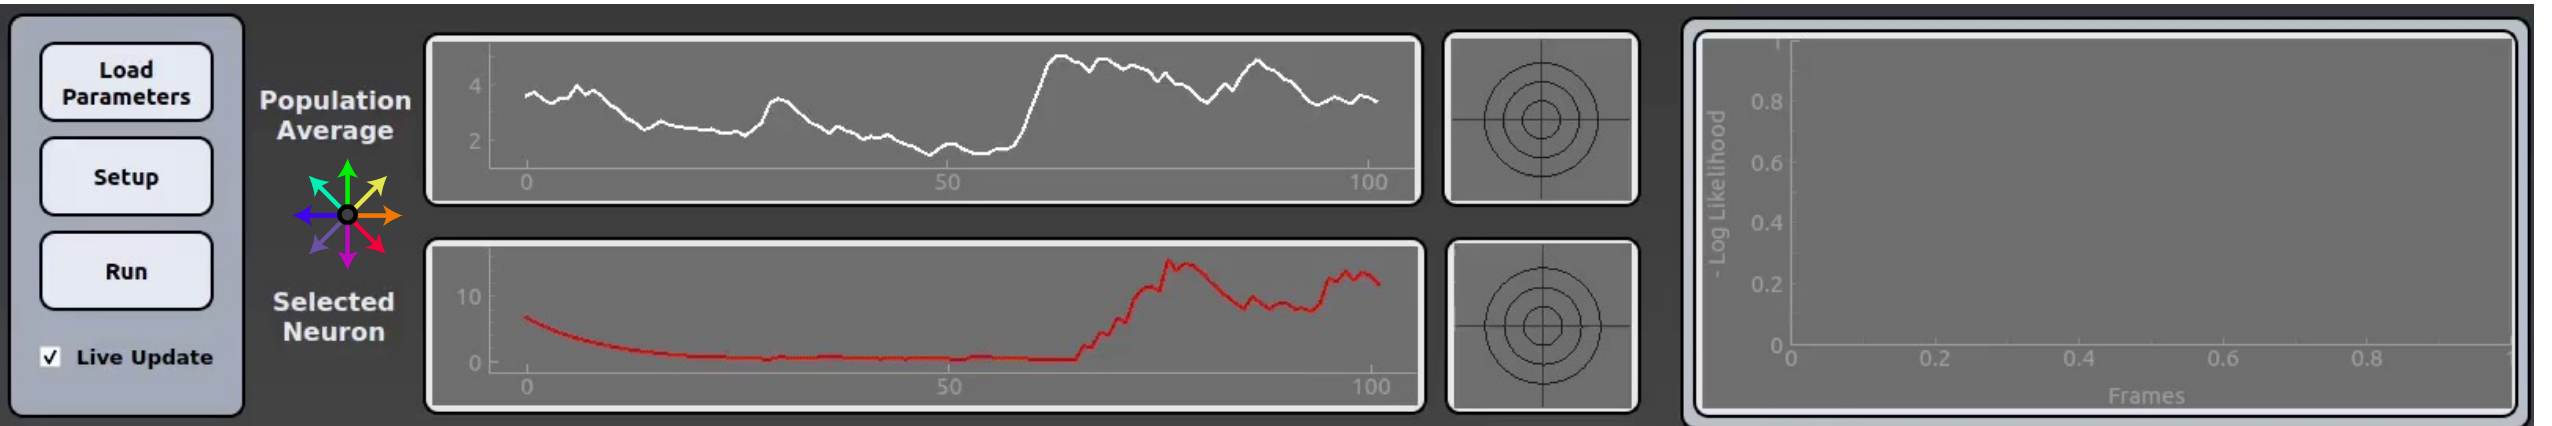 Load
Parameters
Setup
Run
✓ Live Update
Population
Average
4
2
0 50 100
Selected
Neuron
10
0
0 50 100
- Log Likelihood
0.8
0.6
0.4
0.2
0
0 0.2 0.4 0.6 0.8
Frames